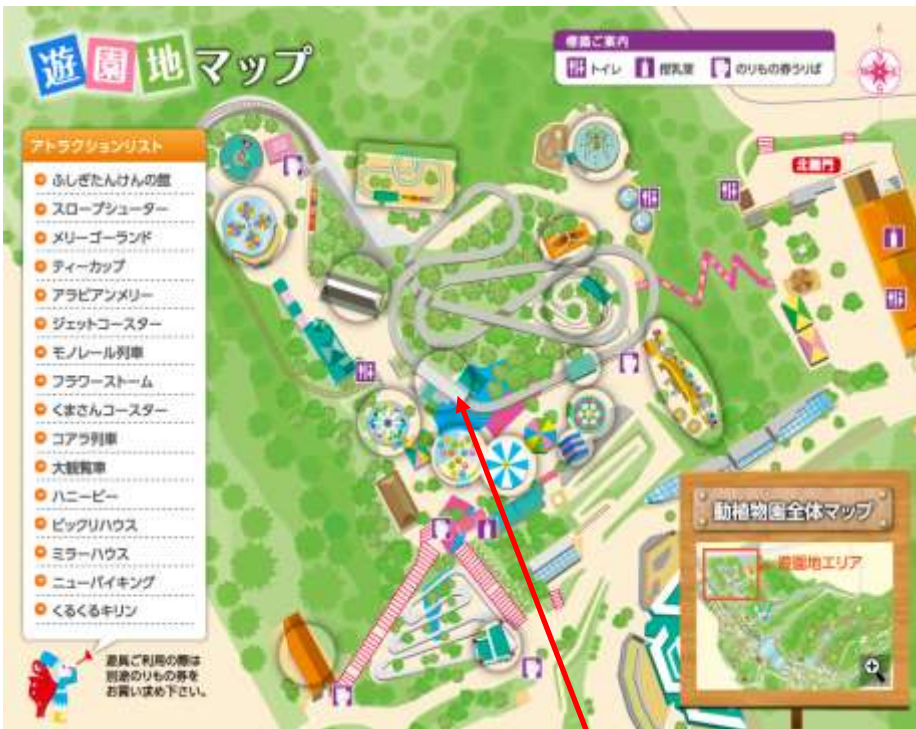 遊園地マップ
標識ご案内
トイレ 授乳室 のりもの券うりば
アトラクションリスト
ふしぎたんけんの館
スロープシューター
メリーゴーランド
ティーカップ
アラビアンメリー
ジェットコースター
モノレール列車
フラワーストーム
くまさんコースター
コアラ列車
大観覧車
ハニービー
ビックリハウス
ミラーハウス
ニューバイキング
くるくるキリン
遊具ご利用の際は
別途のりもの券を
お買い求め下さい。
動植物園全体マップ
遊園地エリア